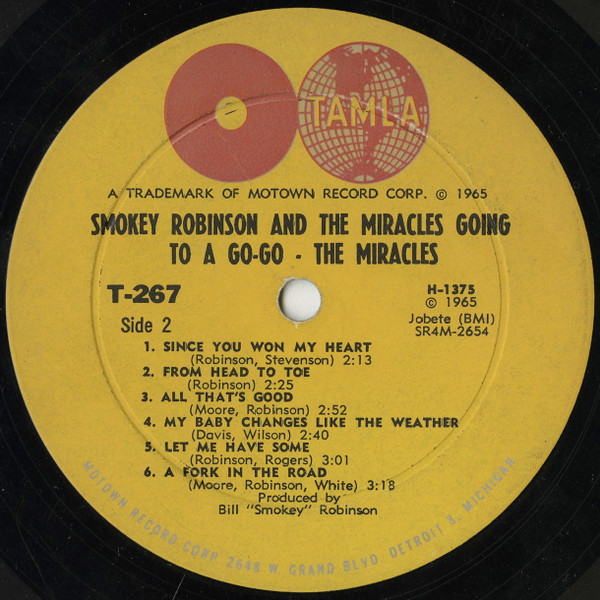 TAMLA
A TRADEMARK OF MOTOWN RECORD CORP. © 1965
SMOKEY ROBINSON AND THE MIRACLES GOING
TO A GO-GO - THE MIRACLES
T-267
H-1375
© 1965
Side 2
Jobete (BMI)
SR4M-2654
1. SINCE YOU WON MY HEART
(Robinson, Stevenson) 2:13
2. FROM HEAD TO TOE
(Robinson) 2:25
3. ALL THAT'S GOOD
(Moore, Robinson) 2:52
4. MY BABY CHANGES LIKE THE WEATHER
(Davis, Wilson) 2:40
5. LET ME HAVE SOME
(Robinson, Rogers) 3:01
6. A FORK IN THE ROAD
(Moore, Robinson, White) 3:18
Produced by
Bill "Smokey" Robinson
MOTOWN RECORD CORP. 2648 W. GRAND BLVD. DETROIT 8, MICHIGAN